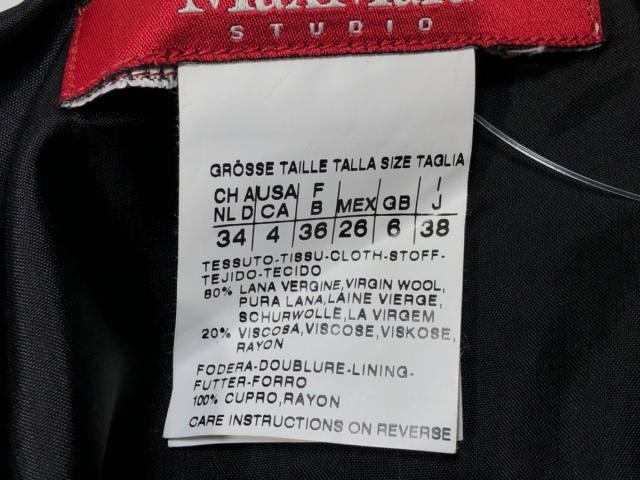 MaxMara
STUDIO
GRÖSSE TAILLE TALLA SIZE TAGLIA
CH A USA F MEX GB I
NL D CA B J
34 4 36 26 6 38
TESSUTO-TISSU-CLOTH-STOFF-
TEJIDO-TECIDO
80% LANA VERGINE,VIRGIN WOOL,
PURA LANA,LAINE VIERGE,
SCHURWOLLE,LA VIRGEM
20% VISCOSA,VISCOSE,VISKOSE,
RAYON
FODERA-DOUBLURE-LINING-
FUTTER-FORRO
100% CUPRO,RAYON
CARE INSTRUCTIONS ON REVERSE